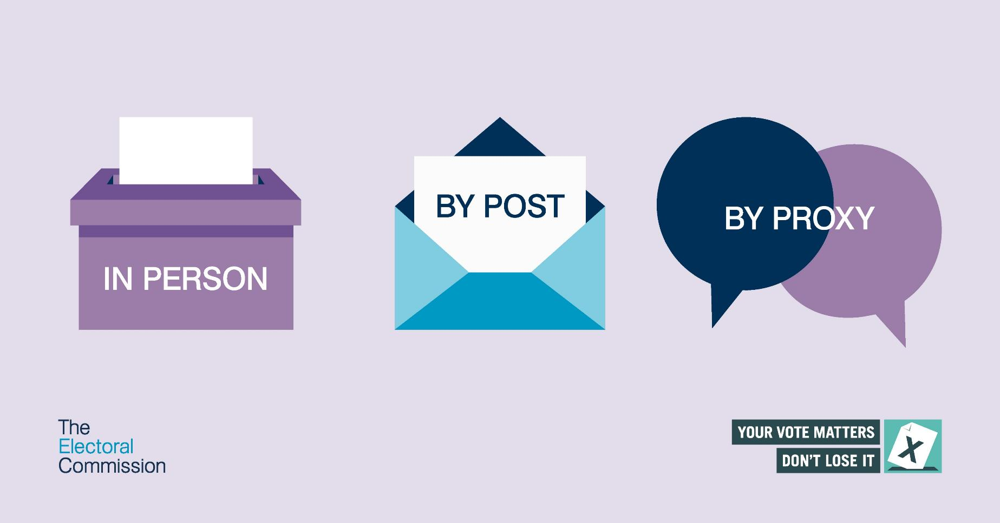 IN PERSON
BY POST
BY PROXY
The
Electoral
Commission
YOUR VOTE MATTERS
DON'T LOSE IT
X